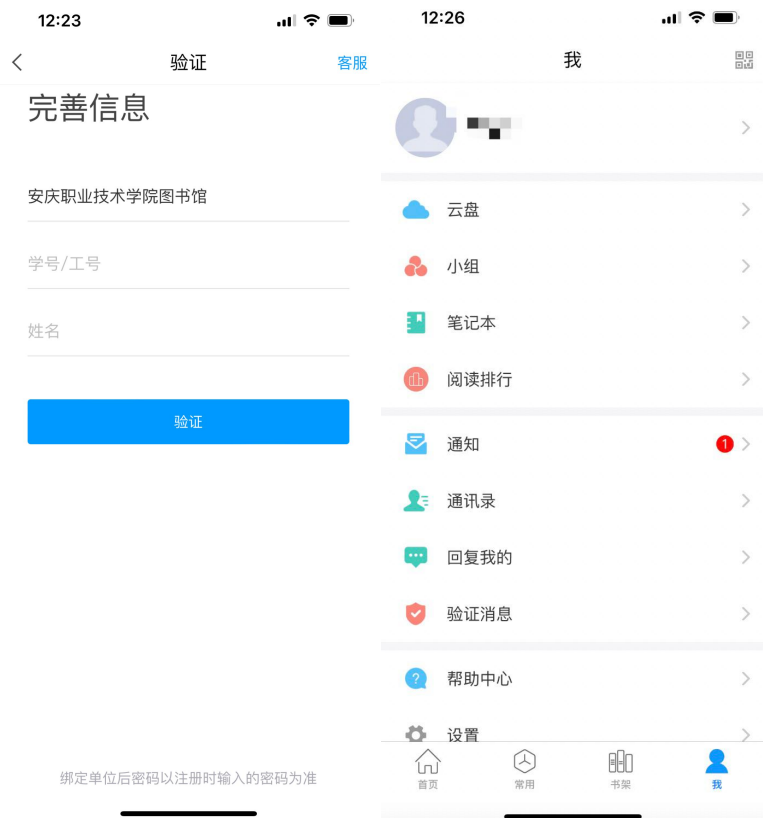 12:23
验证
客服
完善信息
安庆职业技术学院图书馆
学号/工号
姓名
验证
绑定单位后密码以注册时输入的密码为准
12:26
我
云盘
小组
笔记本
阅读排行
通知
1
通讯录
回复我的
验证消息
帮助中心
设置
首页
常用
书架
我